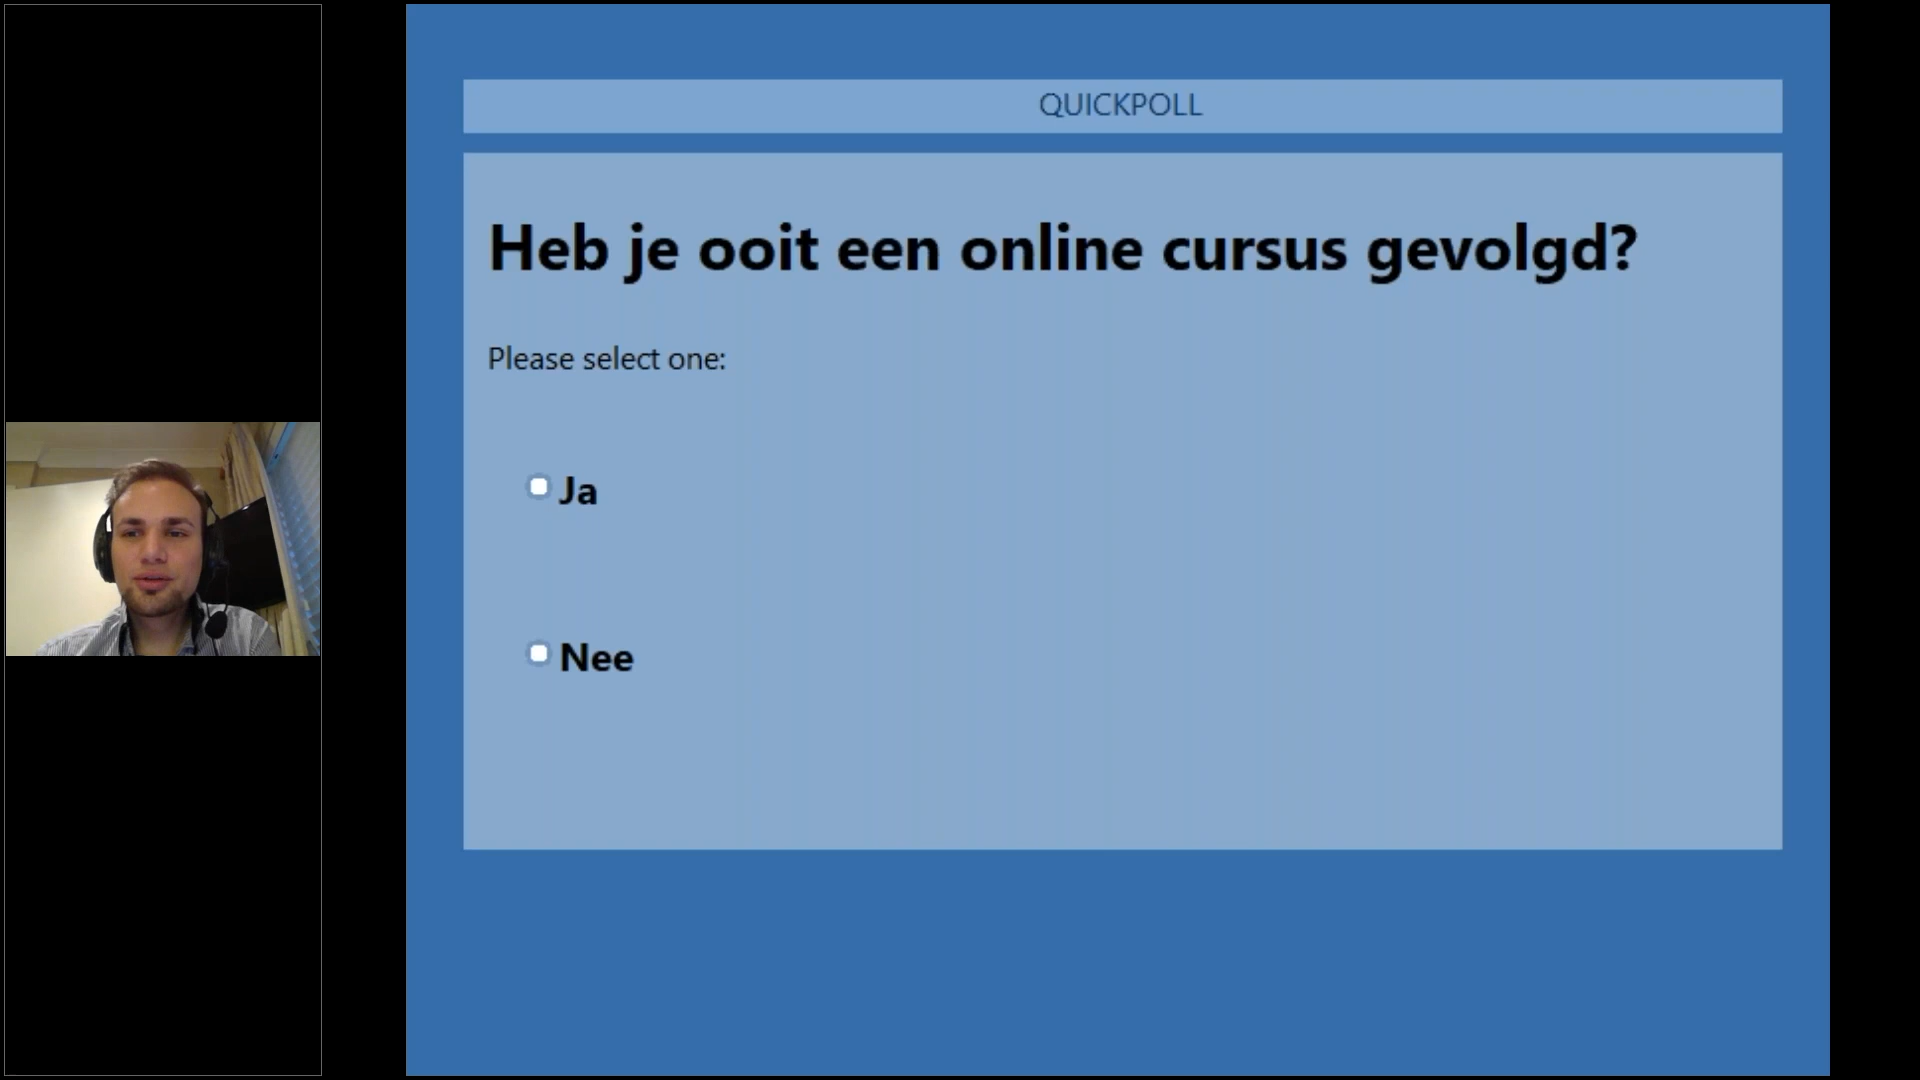 QUICKPOLL
Heb je ooit een online cursus gevolgd?
Please select one:
Ja
Nee